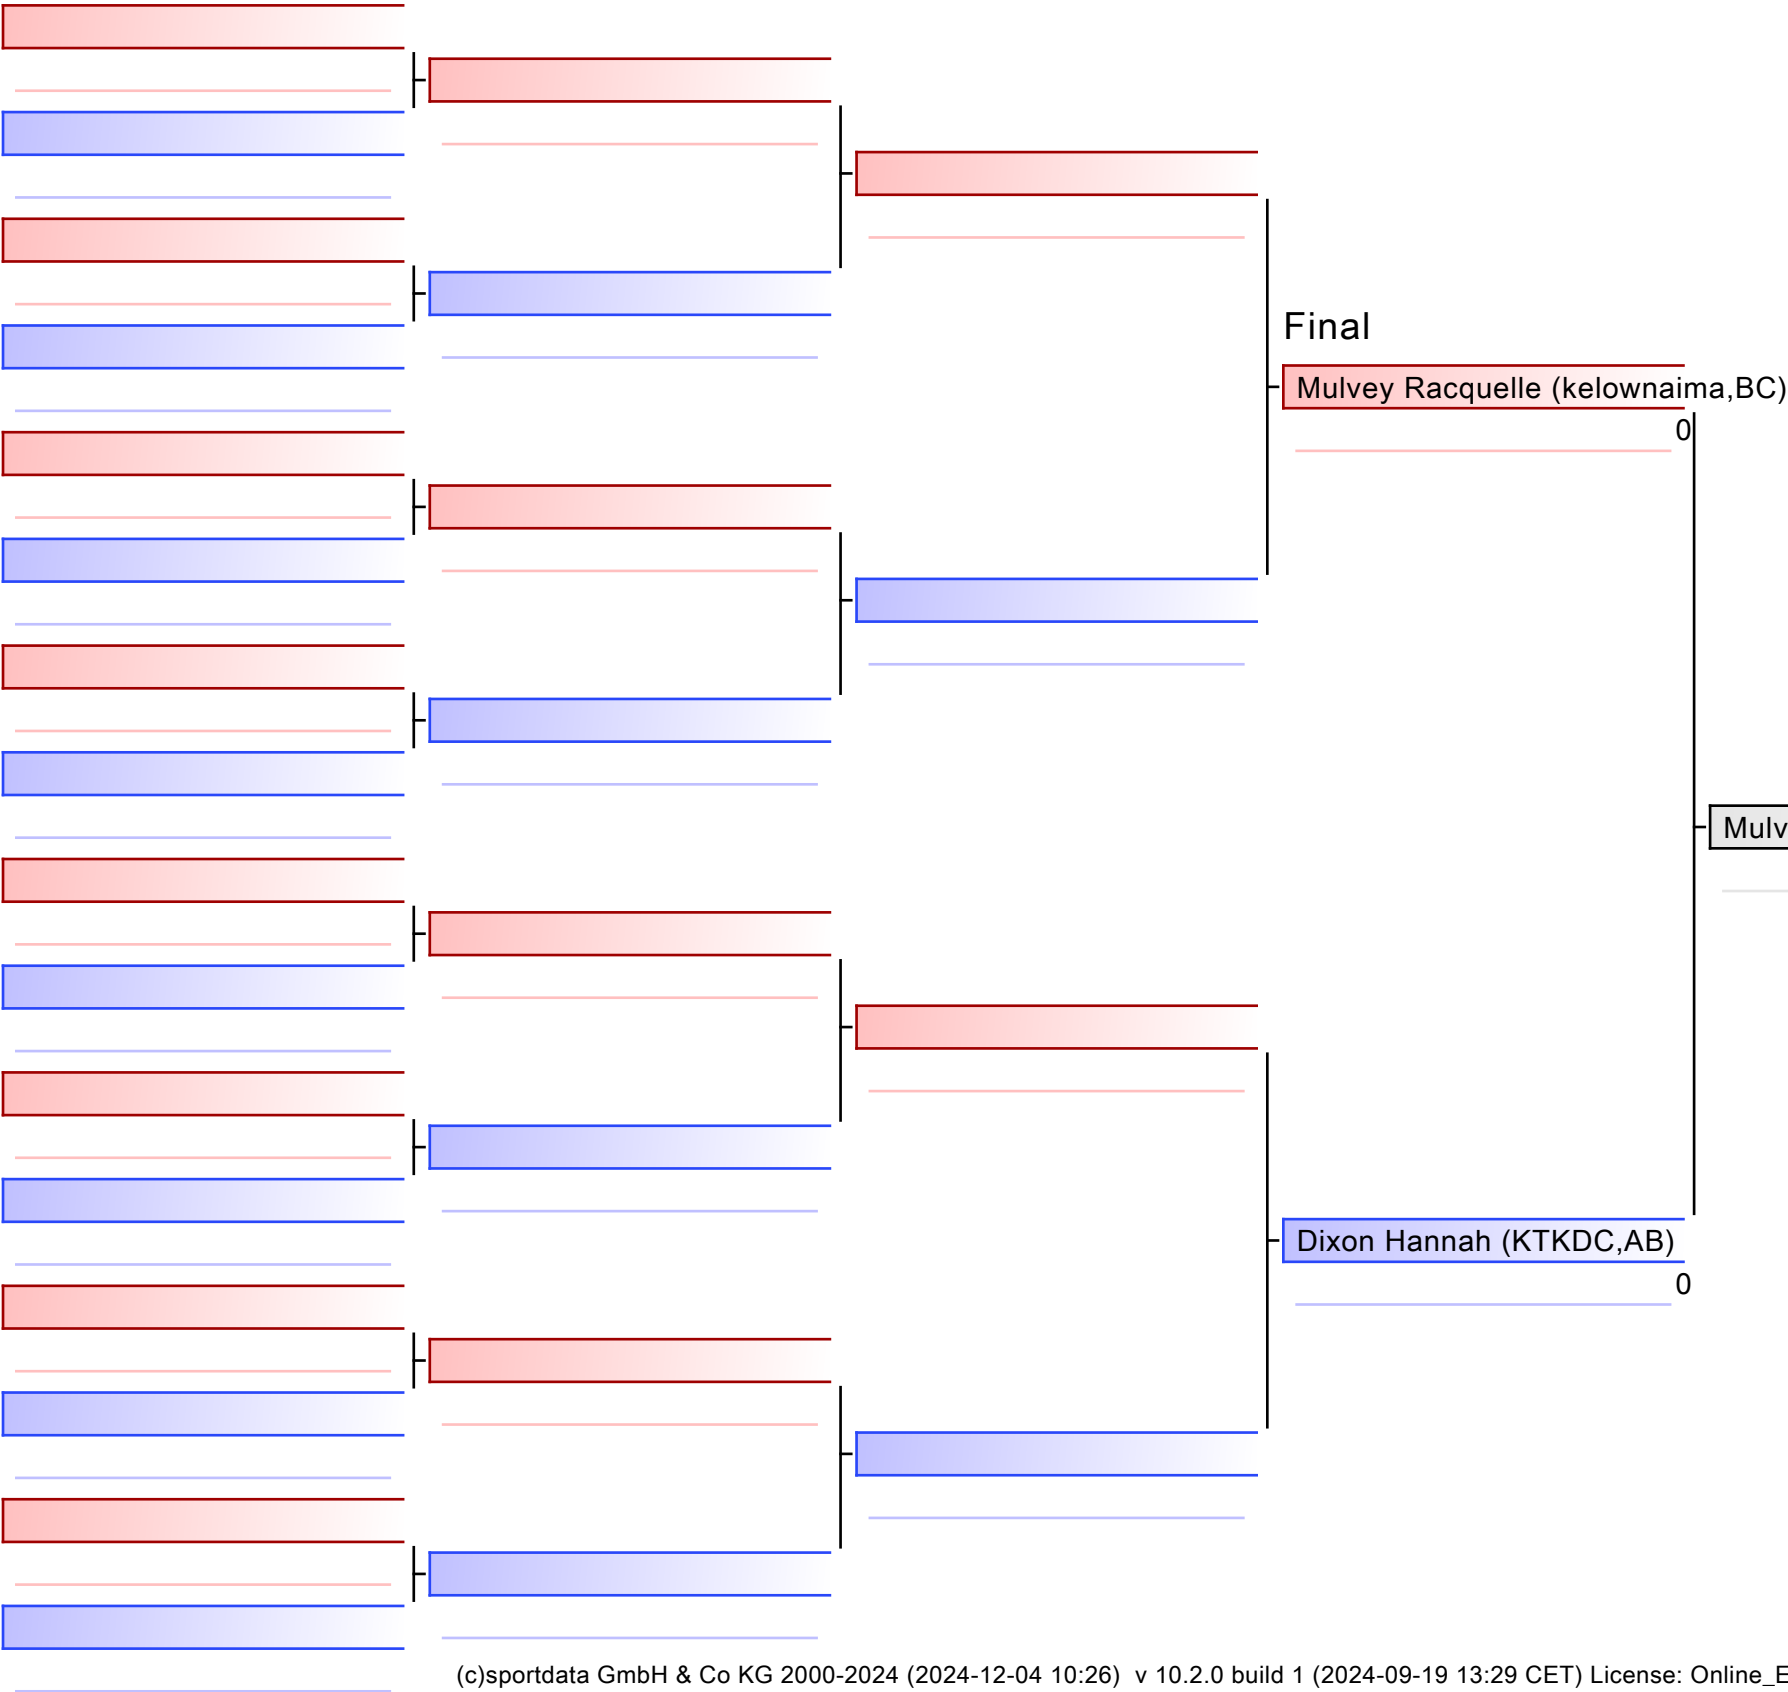 Final
Mulvey Racquelle (kelownaima,BC)
0
Mulv
Dixon Hannah (KTKDC,AB)
0
(c)sportdata GmbH & Co KG 2000-2024 (2024-12-04 10:26) v 10.2.0 build 1 (2024-09-19 13:29 CET) License: Online_E